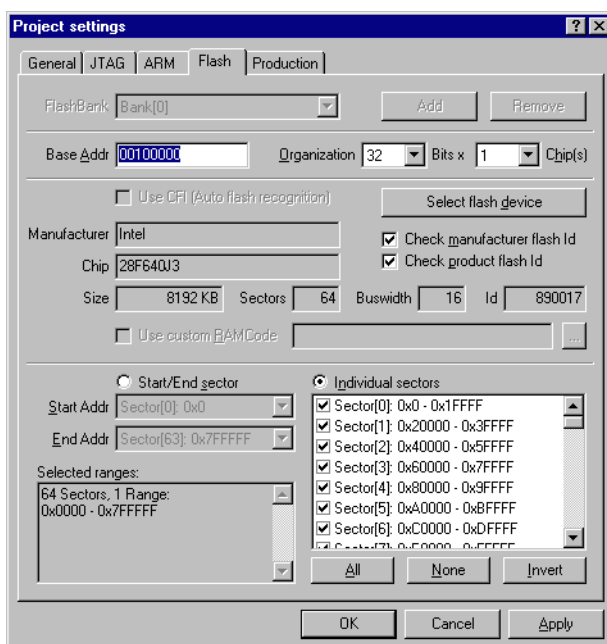 Project settings
General JTAG ARM Flash Production
FlashBank Bank[0] Add Remove
Base Addr 00100000 Organization 32 Bits x 1 Chip(s)
Use CFI (Auto flash recognition) Select flash device
Manufacturer Intel Check manufacturer flash Id
Chip 28F640J3 Check product flash Id
Size 8192 KB Sectors 64 Buswidth 16 Id 890017
Use custom RAMCode ...
Start/End sector Individual sectors
Start Addr Sector[0]: 0x0
End Addr Sector[63]: 0x7FFFFF
Selected ranges:
64 Sectors, 1 Range:
0x0000 - 0x7FFFFF
Sector[0]: 0x0 - 0x1FFFF
Sector[1]: 0x20000 - 0x3FFFF
Sector[2]: 0x40000 - 0x5FFFF
Sector[3]: 0x60000 - 0x7FFFF
Sector[4]: 0x80000 - 0x9FFFF
Sector[5]: 0xA0000 - 0xBFFFF
Sector[6]: 0xC0000 - 0xDFFFF
Sector[7]: 0xE0000 - 0xFFFFF
All None Invert
OK Cancel Apply